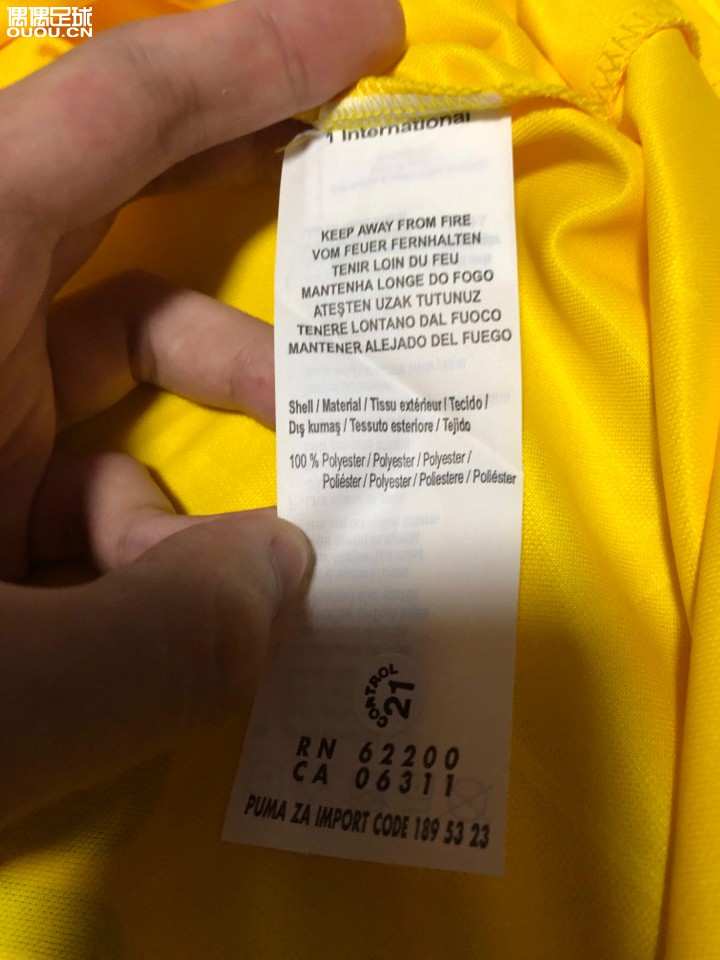 偶偶足球
OUOU.CN
International
KEEP AWAY FROM FIRE
VOM FEUER FERNHALTEN
TENIR LOIN DU FEU
MANTENHA LONGE DO FOGO
ATEŞTEN UZAK TUTUNUZ
TENERE LONTANO DAL FUOCO
MANTENER ALEJADO DEL FUEGO
Shell / Material / Tissu extérieur / Tecido /
Dış kumaş / Tessuto esteriore / Tejido
100 % Polyester / Polyester / Polyester /
Poliéster / Polyester / Poliestere / Poliéster
CONTROL
21
RN 62200
CA 06311
PUMA ZA IMPORT CODE 189 53 23